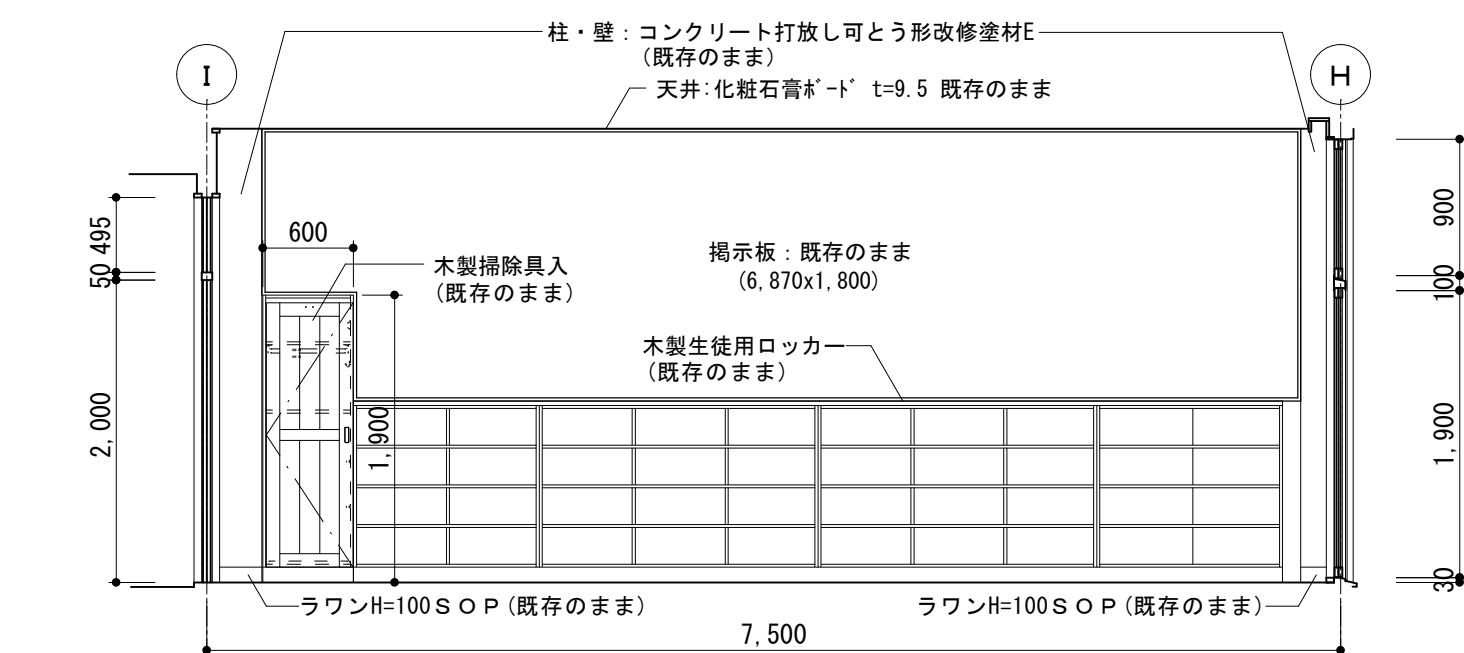 柱・壁：コンクリート打放し可とう形改修塗材E
(既存のまま)
I
H
天井:化粧石膏ﾎﾞｰﾄﾞ t=9.5 既存のまま
495
50
2,000
600
木製掃除具入
(既存のまま)
掲示板：既存のまま
(6,870x1,800)
木製生徒用ロッカー
(既存のまま)
1,900
900
100
1,900
30
ラワンH=100ＳＯＰ(既存のまま)
ラワンH=100ＳＯＰ(既存のまま)
7,500